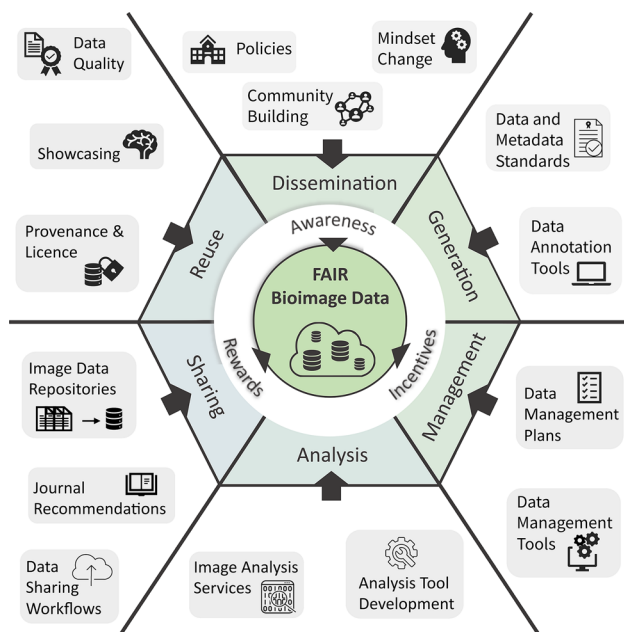 Data
Quality
Policies
Mindset
Change
Community
Building
Showcasing
Data and
Metadata
Standards
Dissemination
Provenance &
Licence
Reuse
Awareness
Generation
Data
Annotation
Tools
FAIR
Bioimage Data
Image Data
Repositories
Sharing
Rewards
Incentives
Management
Data
Management
Plans
Analysis
Journal
Recommendations
Data
Management
Tools
Data
Sharing
Workflows
Image Analysis
Services
Analysis Tool
Development